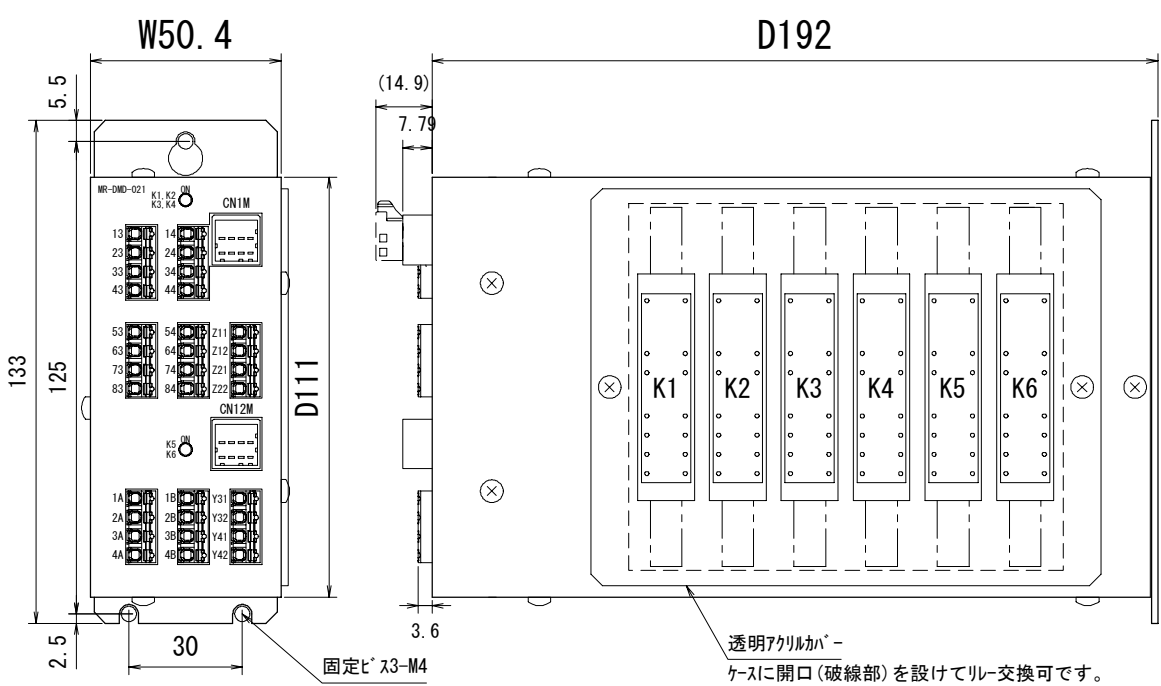 W50.4
D192
5.5
(14.9)
7.79
MR-DMD-021
K1,K2 ON
K3,K4
CN1M
13 14
23 24
33 34
43 44
53 54 Z11
63 64 Z12
73 74 Z21
83 84 Z22
133
125
D111
K1 K2 K3 K4 K5 K6
CN12M
K5 ON
K6
1A 1B Y31
2A 2B Y32
3A 3B Y41
4A 4B Y42
2.5
30
3.6
固定ﾋﾞｽ3-M4
透明ｱｸﾘﾙｶﾊﾞｰ
ｹｰｽに開口(破線部)を設けてﾘﾚｰ交換可です。